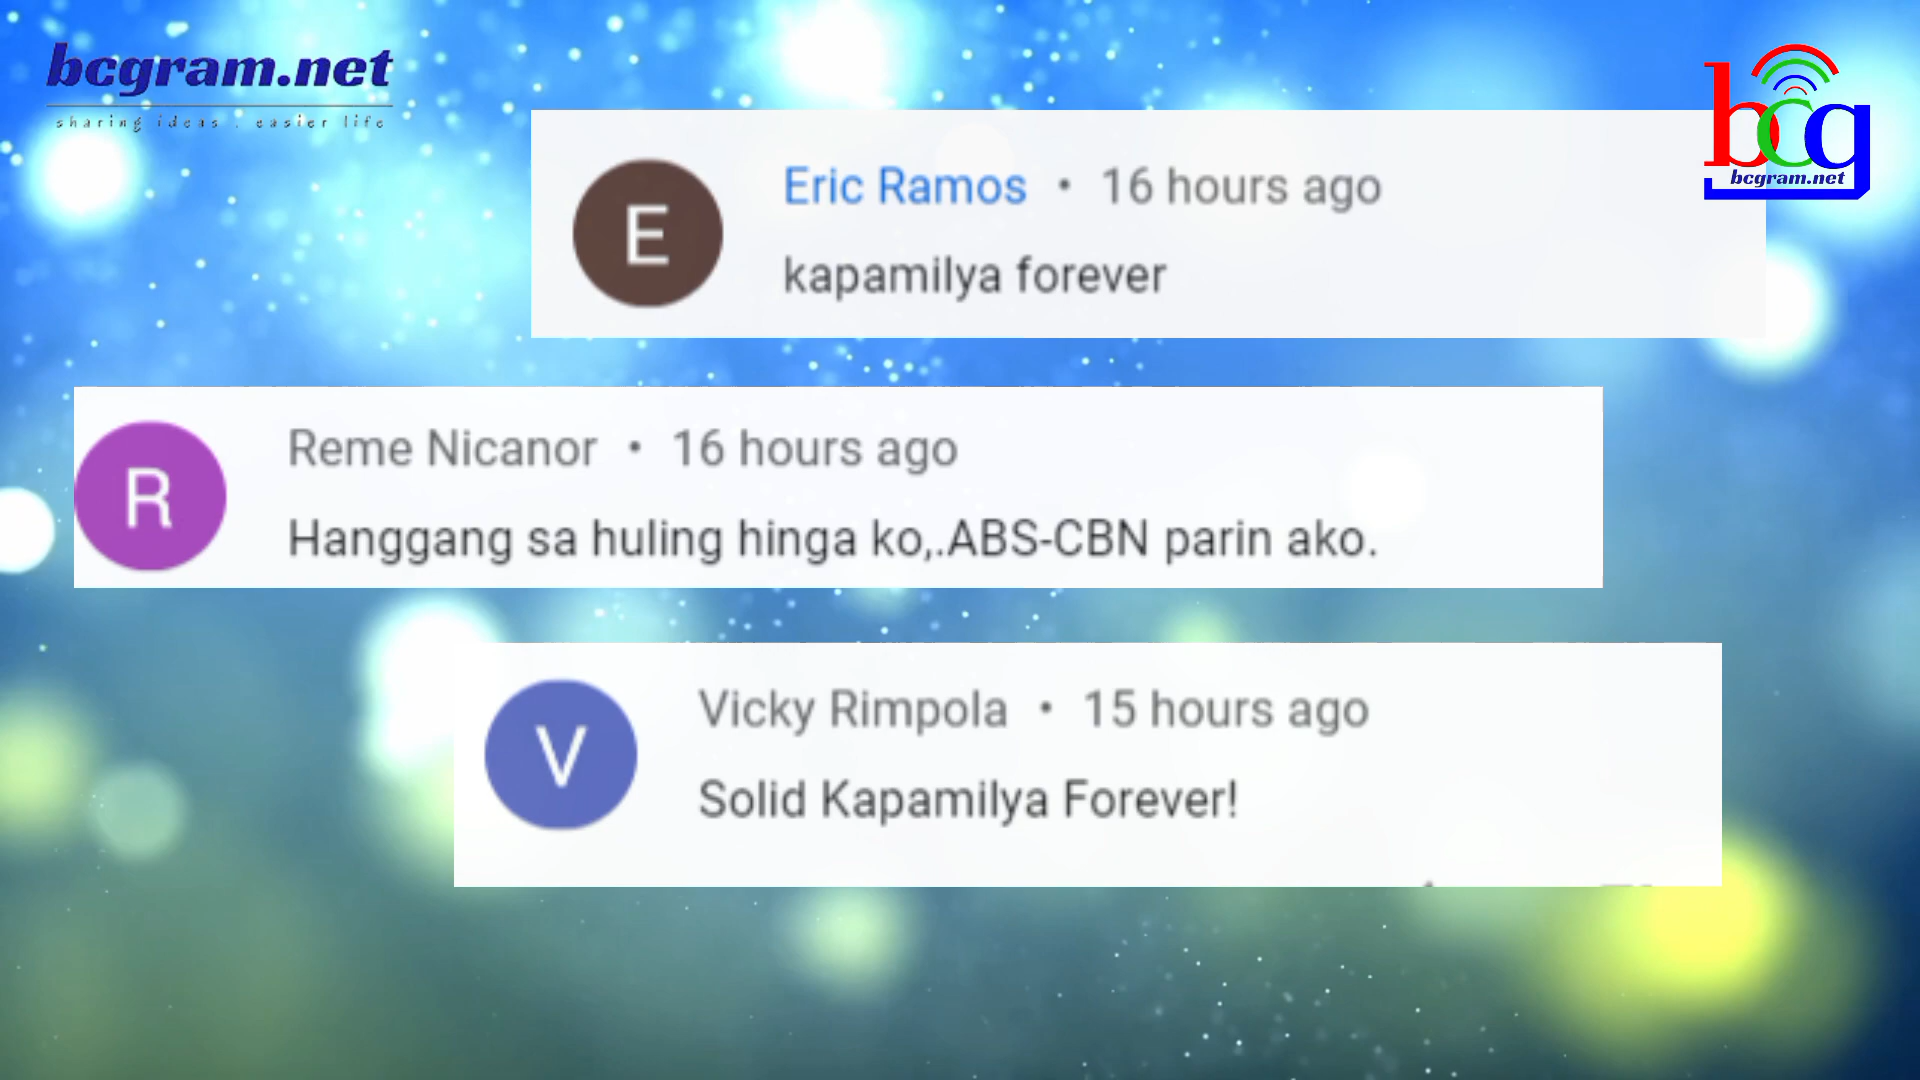 bcgram.net
sharing ideas . easier life
bcg
bcgram.net
Eric Ramos • 16 hours ago
kapamilya forever
Reme Nicanor • 16 hours ago
Hanggang sa huling hinga ko,.ABS-CBN parin ako.
Vicky Rimpola • 15 hours ago
Solid Kapamilya Forever!
E
R
V